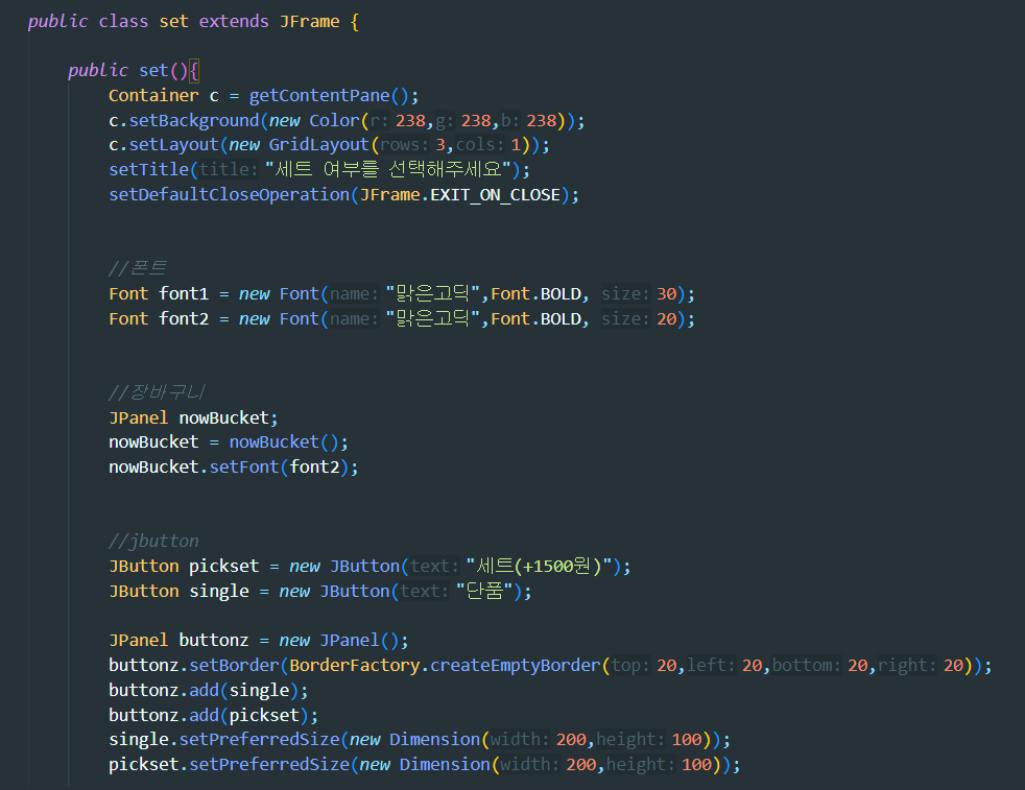 public class set extends JFrame {
public set(){
Container c = getContentPane();
c.setBackground(new Color(r: 238,g: 238,b: 238));
c.setLayout(new GridLayout(rows: 3,cols: 1));
setTitle(title: "세트 여부를 선택해주세요");
setDefaultCloseOperation(JFrame.EXIT_ON_CLOSE);
//폰트
Font font1 = new Font(name: "맑은고딕",Font.BOLD, size: 30);
Font font2 = new Font(name: "맑은고딕",Font.BOLD, size: 20);
//장바구니
JPanel nowBucket;
nowBucket = nowBucket();
nowBucket.setFont(font2);
//jbutton
JButton pickset = new JButton(text: "세트(+1500원)");
JButton single = new JButton(text: "단품");
JPanel buttonz = new JPanel();
buttonz.setBorder(BorderFactory.createEmptyBorder(top: 20,left: 20,bottom: 20,right: 20));
buttonz.add(single);
buttonz.add(pickset);
single.setPreferredSize(new Dimension(width: 200,height: 100));
pickset.setPreferredSize(new Dimension(width: 200,height: 100));